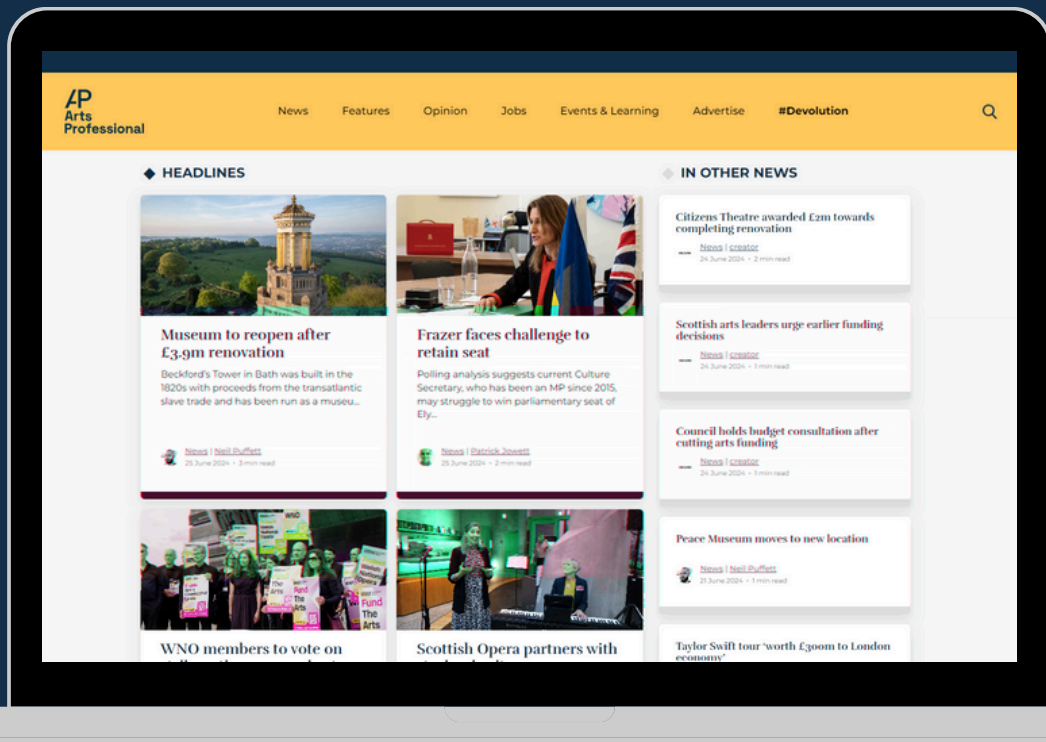 AP
Arts
Professional
News
Features
Opinion
Jobs
Events & Learning
Advertise
#Devolution
HEADLINES
Museum to reopen after
£3.9m renovation
Beckford's Tower in Bath was built in the
1820s with proceeds from the transatlantic
slave trade and has been run as a museu...
News | Neil Puffett
25 June 2024 • 3 min read
Frazer faces challenge to
retain seat
Polling analysis suggests current Culture
Secretary, who has been an MP since 2015,
may struggle to win parliamentary seat of
Ely...
News | Patrick Jowett
25 June 2024 • 2 min read
WNO
Fund
The
Arts
Fund
The
Arts
WNO members to vote on
Scottish Opera partners with
IN OTHER NEWS
Citizens Theatre awarded £2m towards
completing renovation
News | creator
24 June 2024 • 2 min read
Scottish arts leaders urge earlier funding
decisions
News | creator
24 June 2024 • 1 min read
Council holds budget consultation after
cutting arts funding
News | creator
24 June 2024 • 1 min read
Peace Museum moves to new location
News | Neil Puffett
21 June 2024 • 1 min read
Taylor Swift tour 'worth £300m to London
economy'